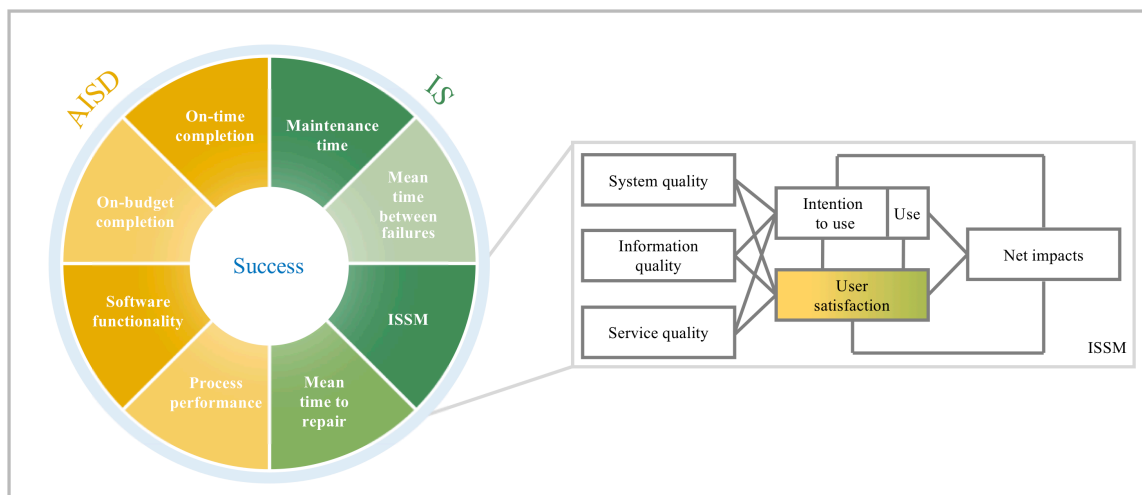 AISD
IS
On-time
completion
Maintenance
time
On-budget
completion
Mean
time
between
failures
Success
Software
functionality
ISSM
Process
performance
Mean
time to
repair
System quality
Information
quality
Service quality
Intention
to use
Use
User
satisfaction
Net impacts
ISSM